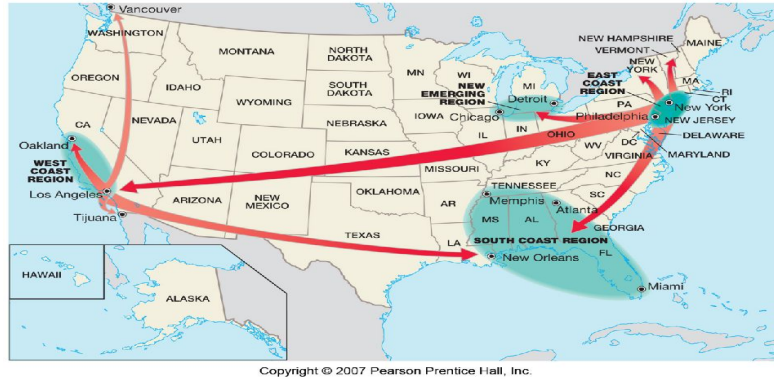 Vancouver
WASHINGTON
MONTANA
NORTH
DAKOTA
MN
WI
MI
NEW HAMPSHIRE
VERMONT
MAINE
NEW
YORK
MA
RI
CT
OREGON
IDAHO
WYOMING
SOUTH
DAKOTA
NEW
EMERGING
REGION
Detroit
Chicago
EAST
COAST
REGION
PA
New York
Philadelphia
NEW JERSEY
DELAWARE
MARYLAND
DC
CA
NEVADA
UTAH
COLORADO
NEBRASKA
IOWA
KANSAS
MISSOURI
IL
IN
OHIO
WV
VIRGINIA
KY
NC
SC
Oakland
WEST
COAST
REGION
Los Angeles
Tijuana
ARIZONA
NEW
MEXICO
OKLAHOMA
TEXAS
AR
LA
TENNESSEE
Memphis
Atlanta
MS
AL
GEORGIA
SOUTH COAST REGION
FL
New Orleans
Miami
HAWAII
ALASKA
Copyright © 2007 Pearson Prentice Hall, Inc.